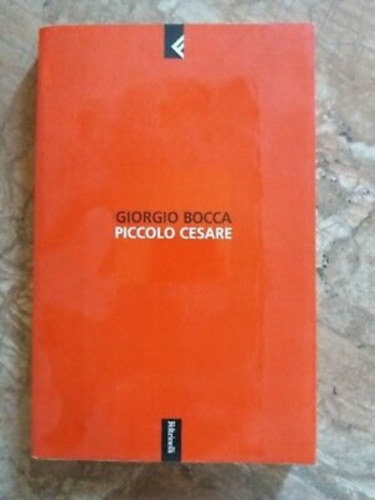 GIORGIO BOCCA
PICCOLO CESARE
Feltrinelli